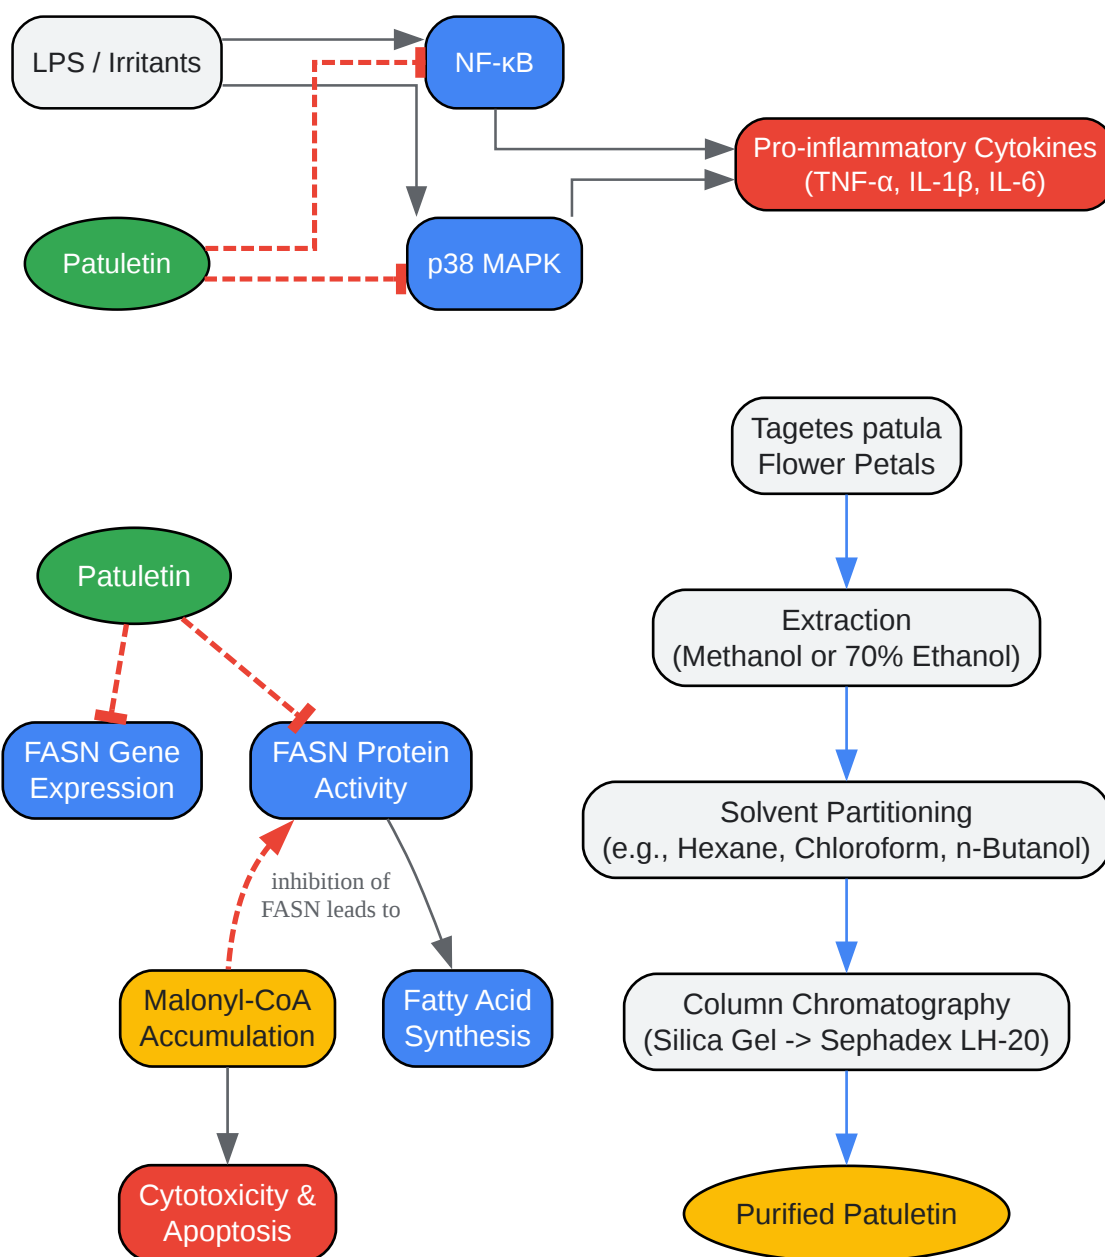 LPS / Irritants
NF-κB
Pro-inflammatory Cytokines
(TNF-α, IL-1β, IL-6)
Patuletin
p38 MAPK
Tagetes patula
Flower Petals
Patuletin
Extraction
(Methanol or 70% Ethanol)
FASN Gene
Expression
FASN Protein
Activity
Solvent Partitioning
(e.g., Hexane, Chloroform, n-Butanol)
inhibition of
FASN leads to
Malonyl-CoA
Accumulation
Fatty Acid
Synthesis
Column Chromatography
(Silica Gel -> Sephadex LH-20)
Cytotoxicity &
Apoptosis
Purified Patuletin